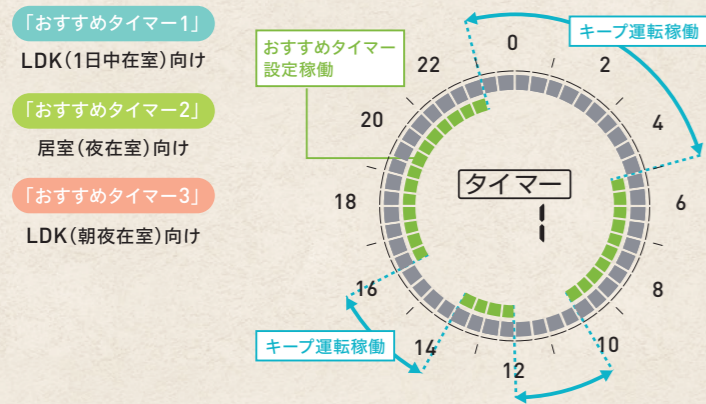 「おすすめタイマー1」
LDK(1日中在室)向け
「おすすめタイマー2」
居室(夜在室)向け
「おすすめタイマー3」
LDK(朝夜在室)向け
おすすめタイマー
設定稼働
キープ運転稼働
0
2
4
6
8
10
12
14
16
18
20
22
タイマー
1
キープ運転稼働